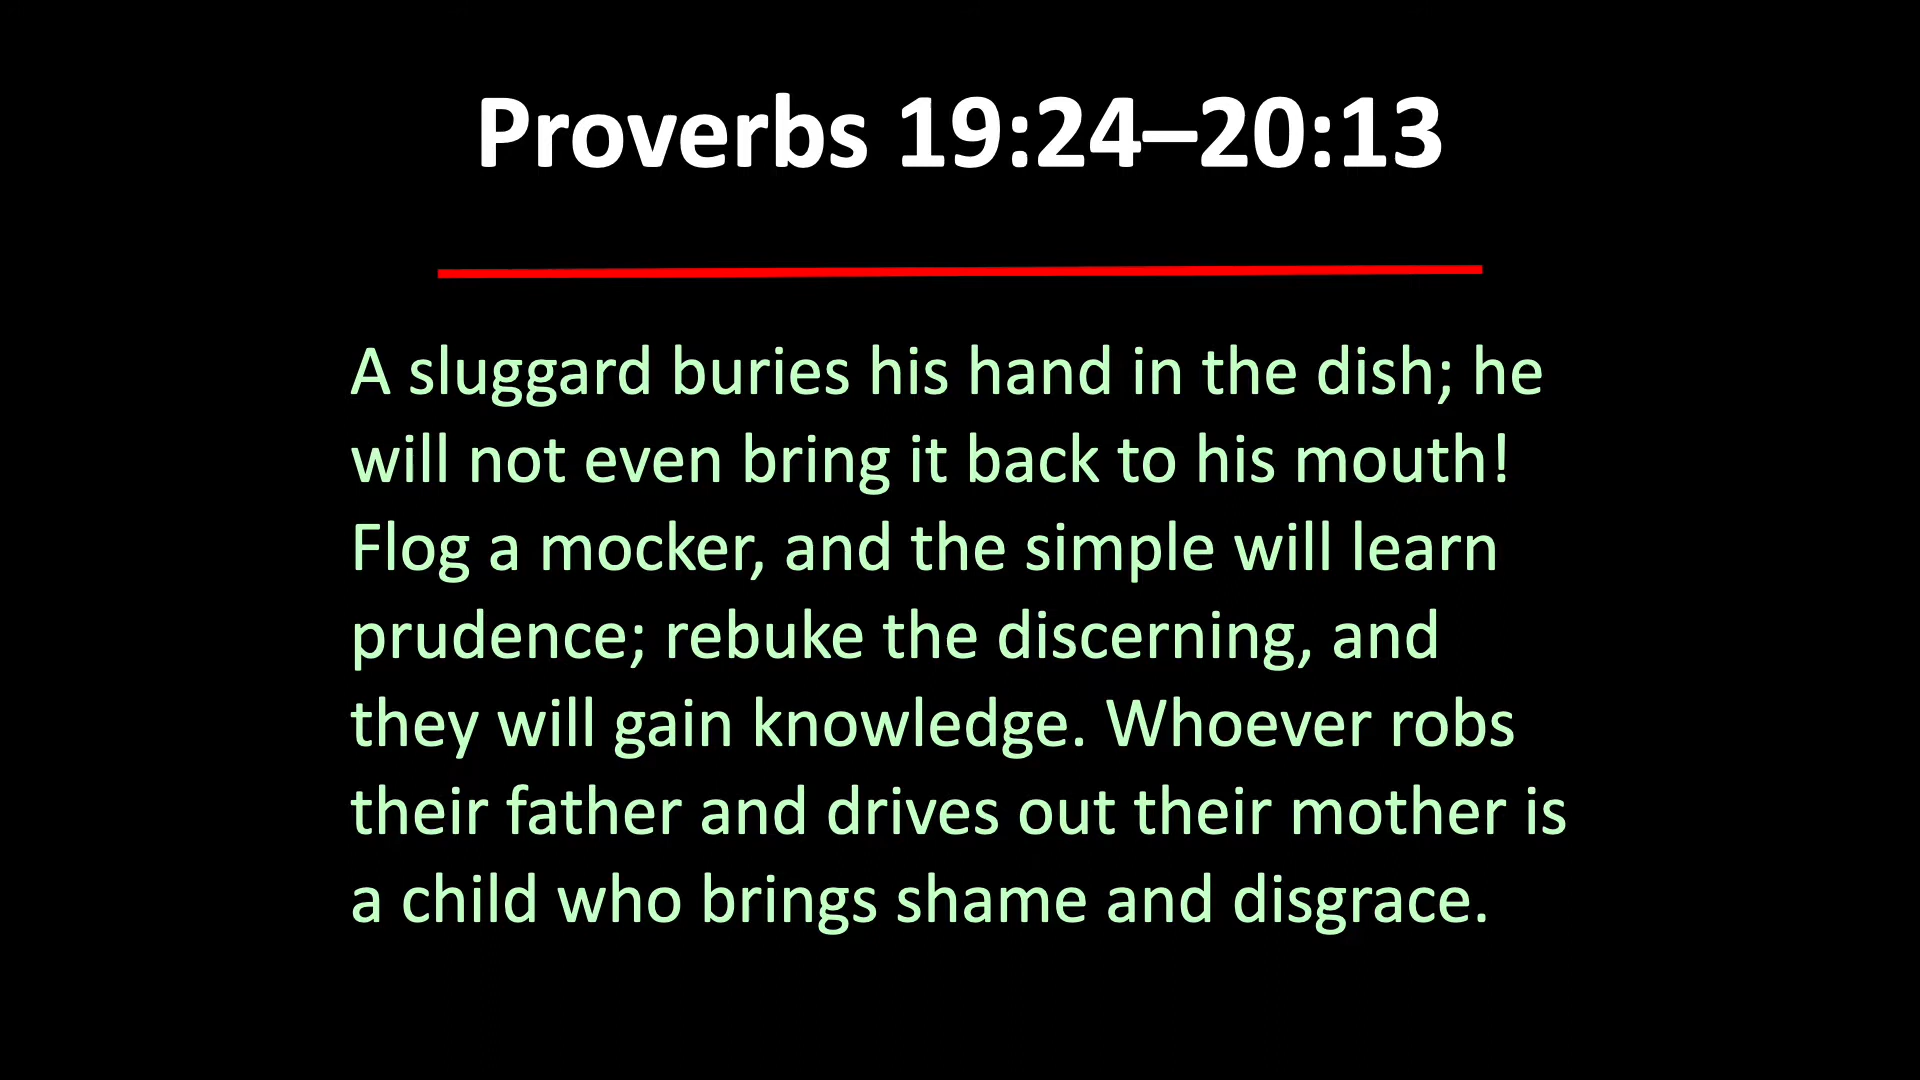 Proverbs 19:24–20:13
A sluggard buries his hand in the dish; he
will not even bring it back to his mouth!
Flog a mocker, and the simple will learn
prudence; rebuke the discerning, and
they will gain knowledge. Whoever robs
their father and drives out their mother is
a child who brings shame and disgrace.